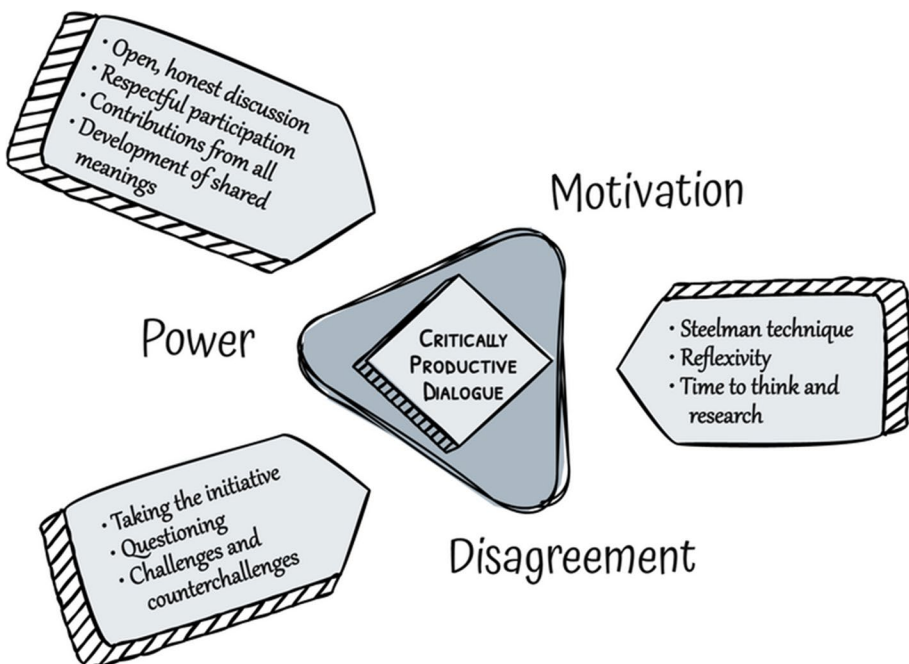 • Open, honest discussion
• Respectful participation
• Contributions from all
• Development of shared
meanings
Motivation
Power
CRITICALLY
PRODUCTIVE
DIALOGUE
• Steelman technique
• Reflexivity
• Time to think and
research
• Taking the initiative
• Questioning
• Challenges and
counterchallenges
Disagreement